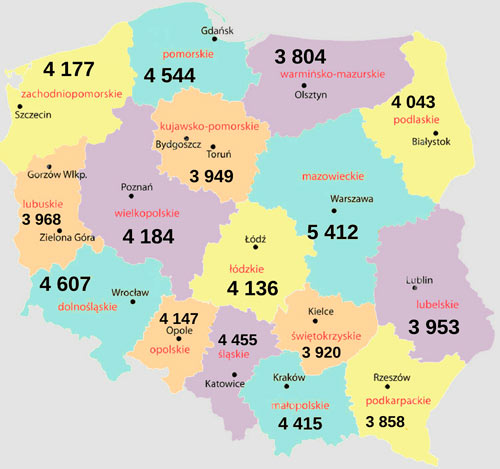 Gdańsk
pomorskie
4 544
4 177
zachodniopomorskie
Szczecin
3 804
warmińsko-mazurskie
Olsztyn
4 043
podlaskie
Białystok
kujawsko-pomorskie
Bydgoszcz
Toruń
3 949
Gorzów Wlkp.
lubuskie
3 968
Zielona Góra
Poznań
wielkopolskie
4 184
mazowieckie
Warszawa
5 412
Łódź
łódzkie
4 136
4 607
Wrocław
dolnośląskie
Lublin
lubelskie
3 953
4 147
Opole
opolskie
4 455
śląskie
Katowice
Kielce
świętokrzyskie
3 920
Kraków
małopolskie
4 415
Rzeszów
podkarpackie
3 858